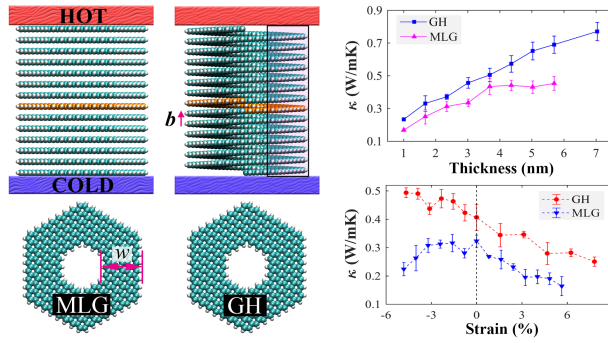 HOT
b
COLD
w
MLG
GH
κ (W/mK)
0.9
0.7
0.5
0.3
0.1
GH
MLG
0 1 2 3 4 5 6 7
Thickness (nm)
κ (W/mK)
0.5
0.4
0.3
0.2
0.1
GH
MLG
-6 -3 0 3 6
Strain (%)